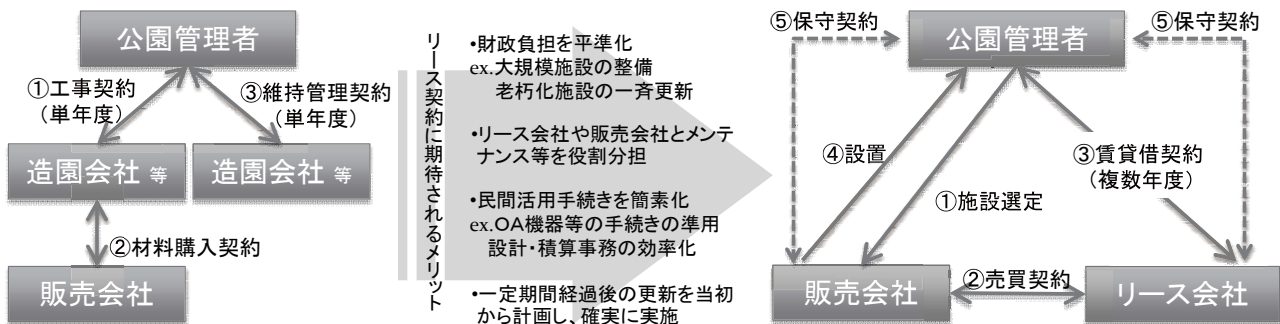 公園管理者
①工事契約
(単年度)
③維持管理契約
(単年度)
造園会社 等
造園会社 等
②材料購入契約
販売会社
リース契約に期待されるメリット
•財政負担を平準化
ex.大規模施設の整備
老朽化施設の一斉更新
•リース会社や販売会社とメンテ
ナンス等を役割分担
•民間活用手続きを簡素化
ex.OA機器等の手続きの準用
設計・積算事務の効率化
•一定期間経過後の更新を当初
から計画し、確実に実施
⑤保守契約
公園管理者
⑤保守契約
④設置
①施設選定
③賃貸借契約
(複数年度)
販売会社
②売買契約
リース会社